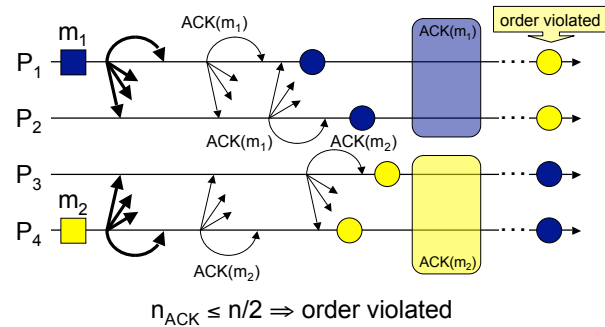 order violated
m₁
ACK(m₁)
ACK(m₁)
P₁
P₂
ACK(m₁)
ACK(m₂)
P₃
m₂
P₄
ACK(m₂)
ACK(m₂)
n_ACK ≤ n/2 ⇒ order violated